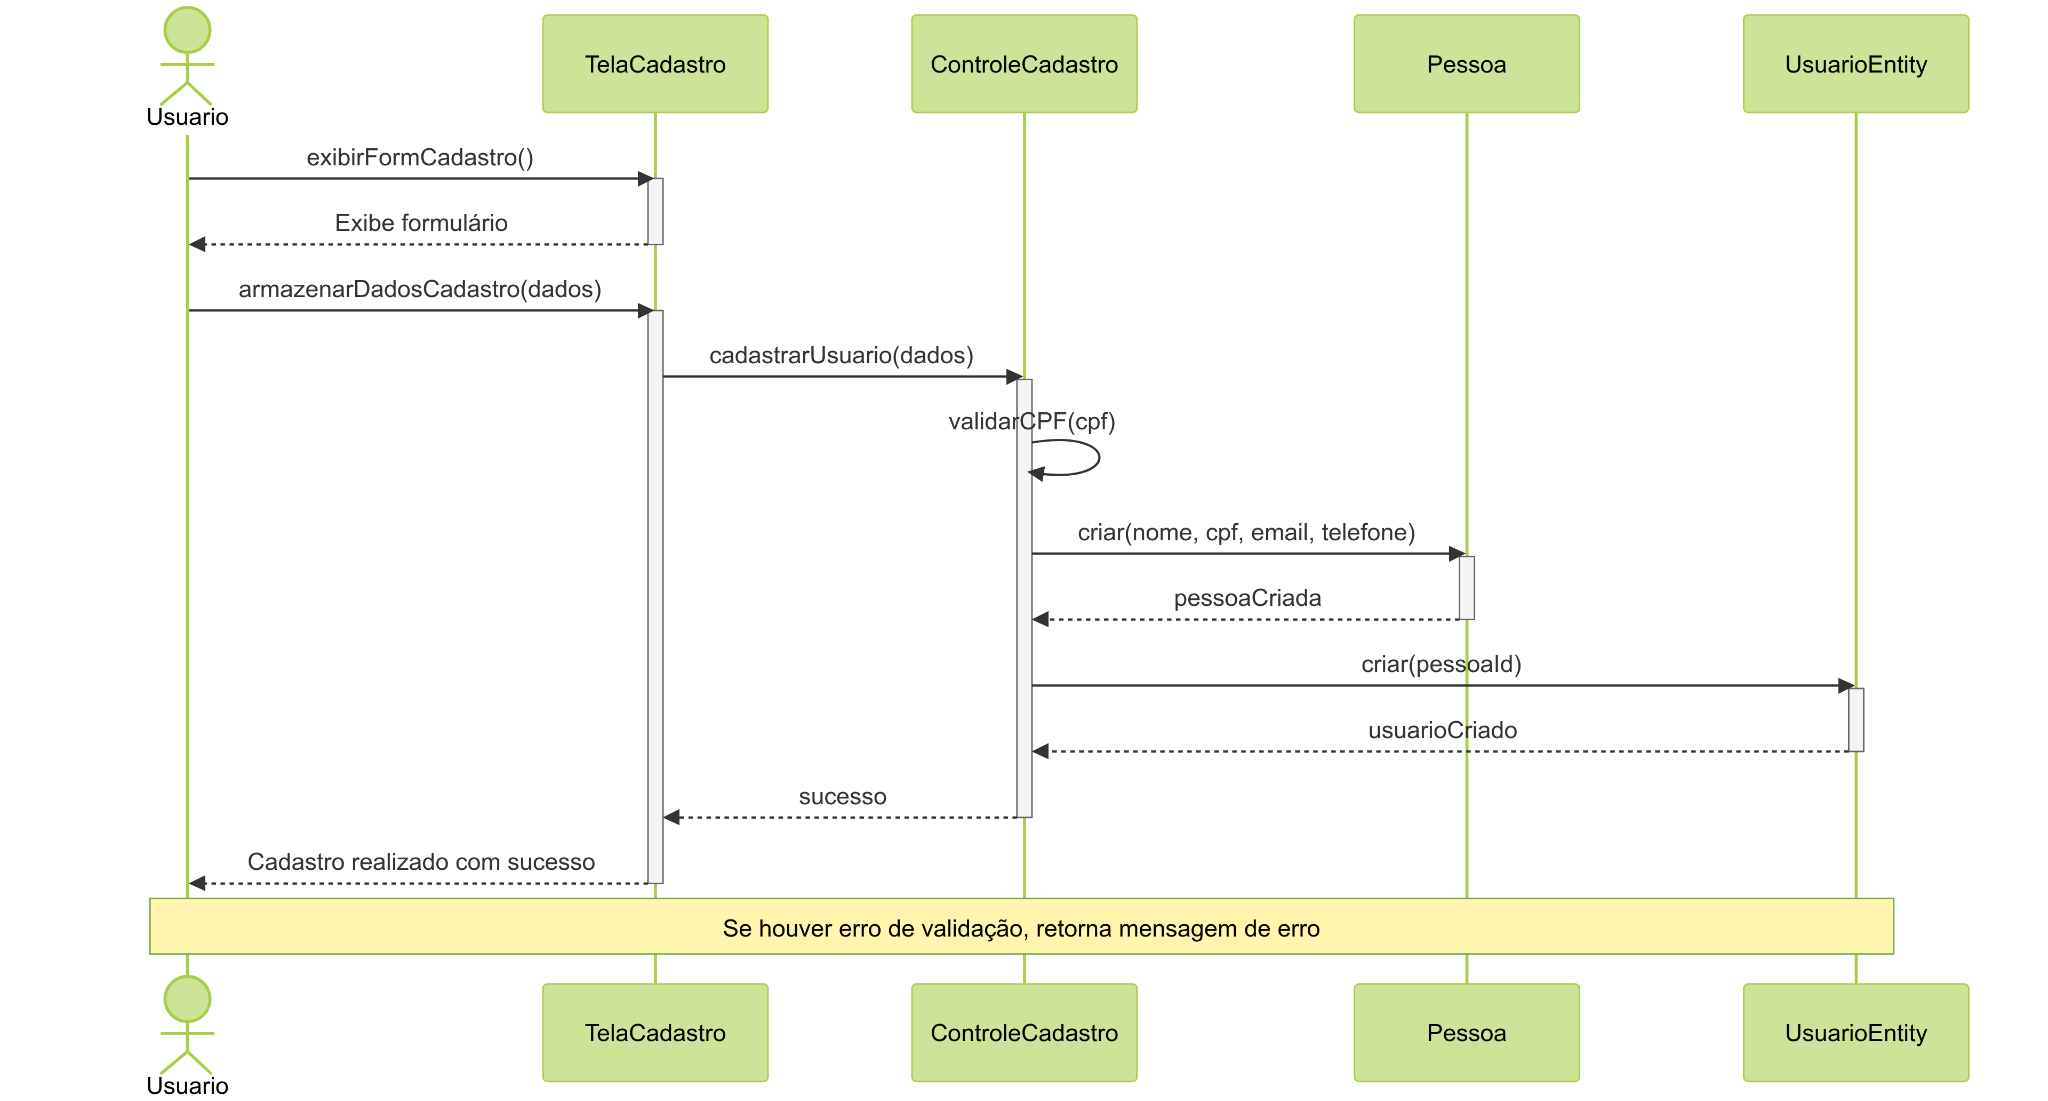 Usuario
TelaCadastro
ControleCadastro
Pessoa
UsuarioEntity
exibirFormCadastro()
Exibe formulário
armazenarDadosCadastro(dados)
cadastrarUsuario(dados)
validarCPF(cpf)
criar(nome, cpf, email, telefone)
pessoaCriada
criar(pessoaId)
usuarioCriado
sucesso
Cadastro realizado com sucesso
Se houver erro de validação, retorna mensagem de erro
Usuario
TelaCadastro
ControleCadastro
Pessoa
UsuarioEntity